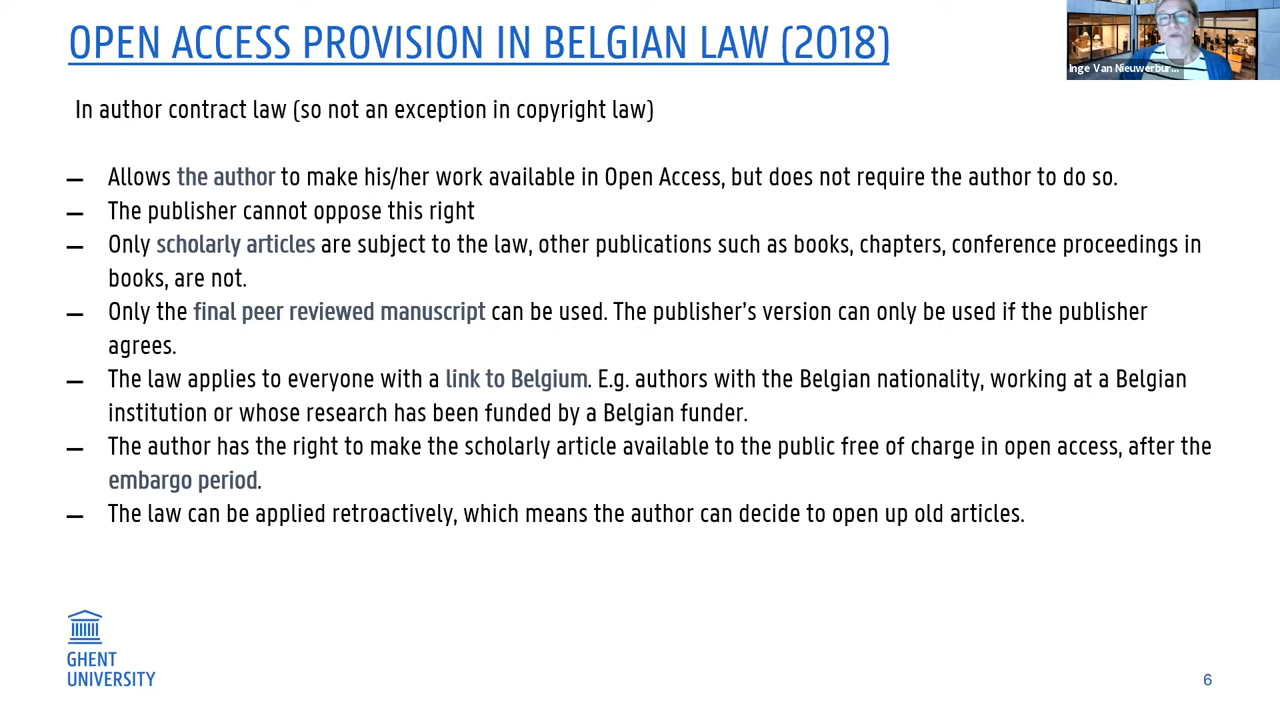 OPEN ACCESS PROVISION IN BELGIAN LAW (2018)
Inge Van Nieuwerbur...
In author contract law (so not an exception in copyright law)
– Allows the author to make his/her work available in Open Access, but does not require the author to do so.
– The publisher cannot oppose this right
– Only scholarly articles are subject to the law, other publications such as books, chapters, conference proceedings in
books, are not.
– Only the final peer reviewed manuscript can be used. The publisher’s version can only be used if the publisher
agrees.
– The law applies to everyone with a link to Belgium. E.g. authors with the Belgian nationality, working at a Belgian
institution or whose research has been funded by a Belgian funder.
– The author has the right to make the scholarly article available to the public free of charge in open access, after the
embargo period.
– The law can be applied retroactively, which means the author can decide to open up old articles.
GHENT
UNIVERSITY
6